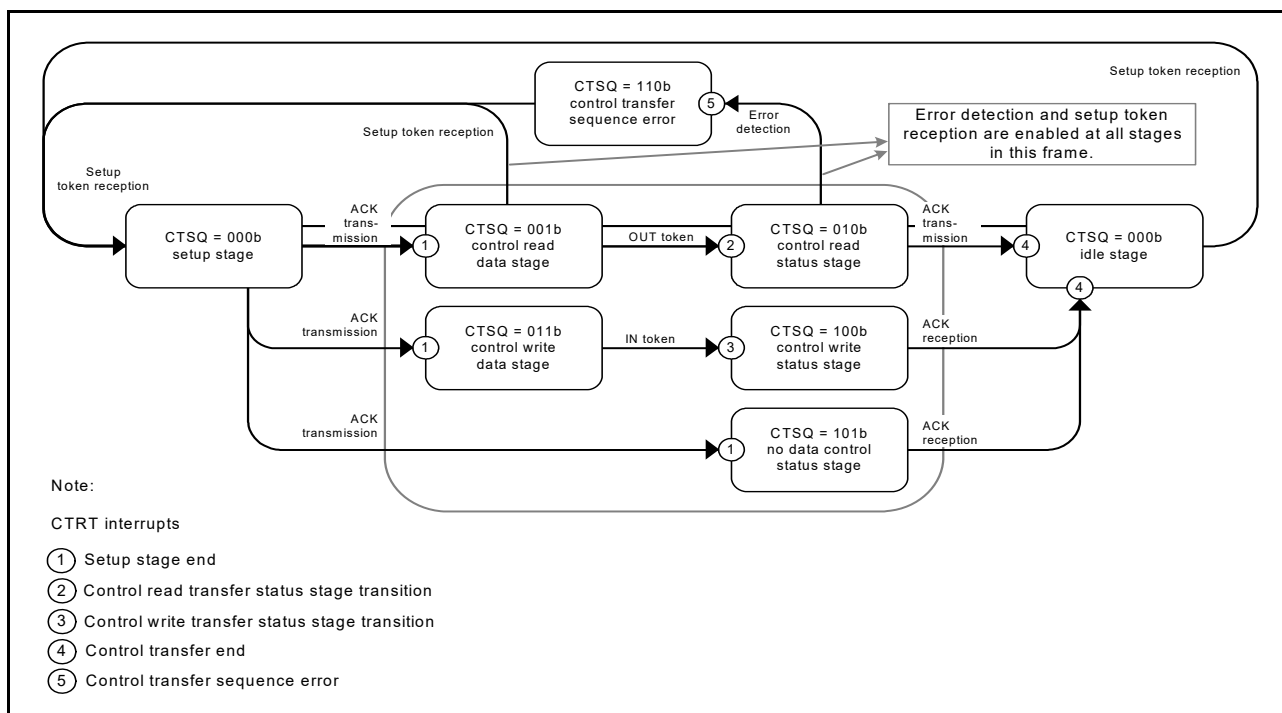 Setup token reception
CTSQ = 110b
control transfer
sequence error
5
Error
detection
Error detection and setup token
reception are enabled at all stages
in this frame.
Setup token reception
Setup
token reception
CTSQ = 000b
setup stage
ACK
trans-
mission
1
CTSQ = 001b
control read
data stage
OUT token
2
CTSQ = 010b
control read
status stage
ACK
trans-
mission
4
CTSQ = 000b
idle stage
4
ACK
transmission
1
CTSQ = 011b
control write
data stage
IN token
3
CTSQ = 100b
control write
status stage
ACK
reception
ACK
transmission
1
CTSQ = 101b
no data control
status stage
ACK
reception
Note:
CTRT interrupts
1 Setup stage end
2 Control read transfer status stage transition
3 Control write transfer status stage transition
4 Control transfer end
5 Control transfer sequence error